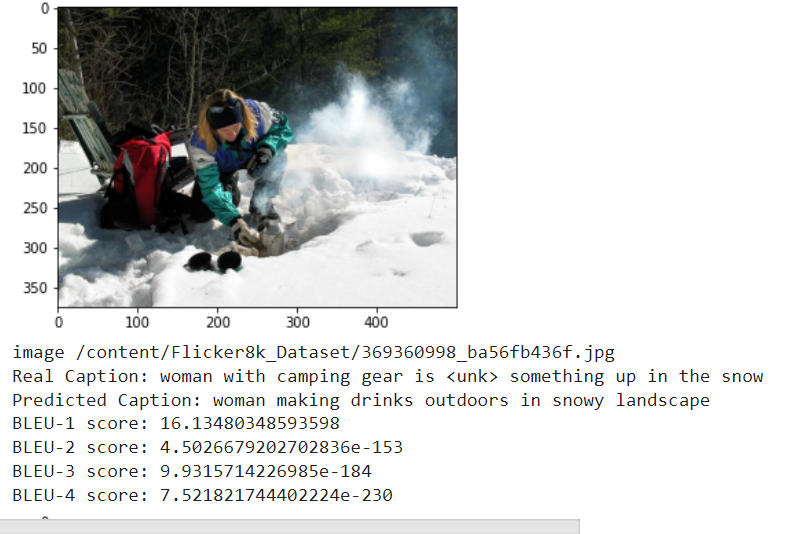 0
50
100
150
200
250
300
350
0 100 200 300 400
image /content/Flicker8k_Dataset/369360998_ba56fb436f.jpg
Real Caption: woman with camping gear is <unk> something up in the snow
Predicted Caption: woman making drinks outdoors in snowy landscape
BLEU-1 score: 16.13480348593598
BLEU-2 score: 4.5026679202702836e-153
BLEU-3 score: 9.9315714226985e-184
BLEU-4 score: 7.521821744402224e-230